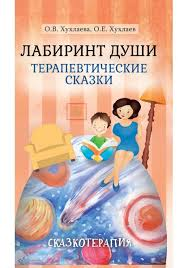 О.В. Хухлаева, О.Е. Хухлаев
ЛАБИРИНТ ДУШИ
ТЕРАПЕВТИЧЕСКИЕ
СКАЗКИ
СКАЗКОТЕРАПИЯ